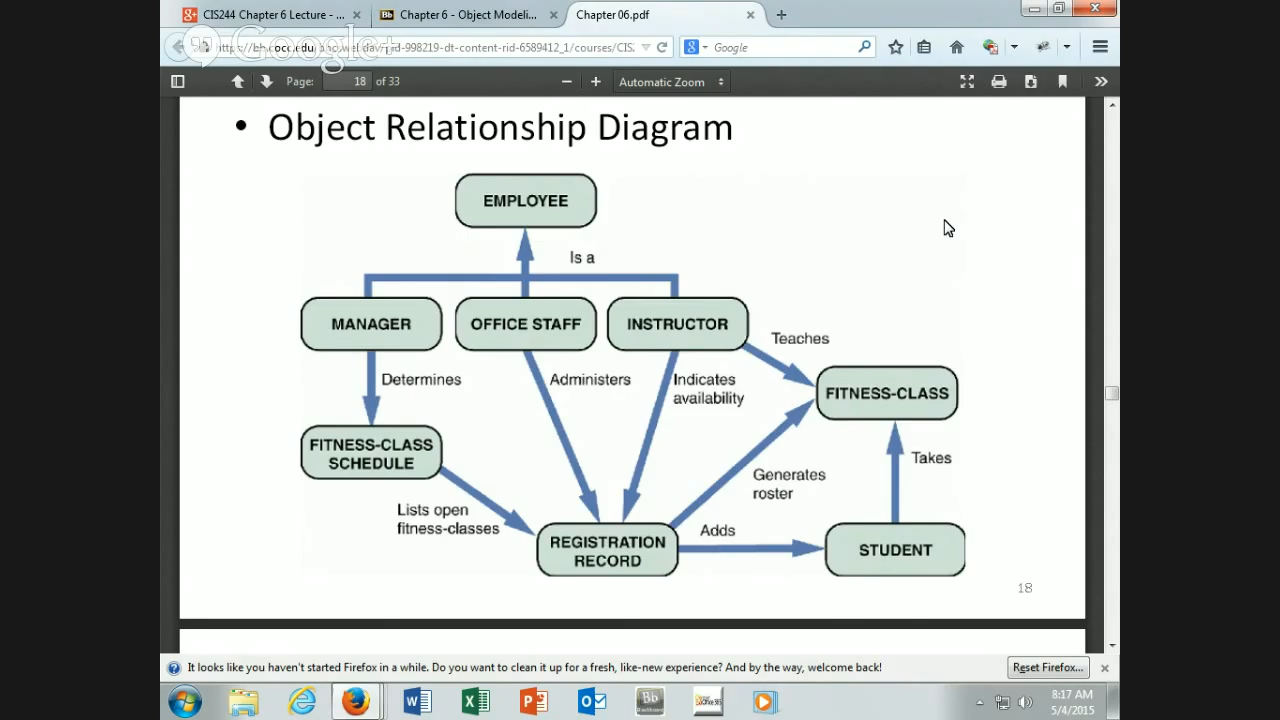 CIS244 Chapter 6 Lecture - ...
Chapter 6 - Object Modeli...
Chapter 06.pdf
Google+
Google
Page: 18 of 33
Automatic Zoom
• Object Relationship Diagram
EMPLOYEE
Is a
MANAGER
OFFICE STAFF
INSTRUCTOR
Teaches
Determines
Administers
Indicates
availability
FITNESS-CLASS
FITNESS-CLASS
SCHEDULE
Takes
Generates
roster
Lists open
fitness-classes
Adds
REGISTRATION
RECORD
STUDENT
18
It looks like you haven't started Firefox in a while. Do you want to clean it up for a fresh, like-new experience? And by the way, welcome back!
Reset Firefox...
8:17 AM
5/4/2015